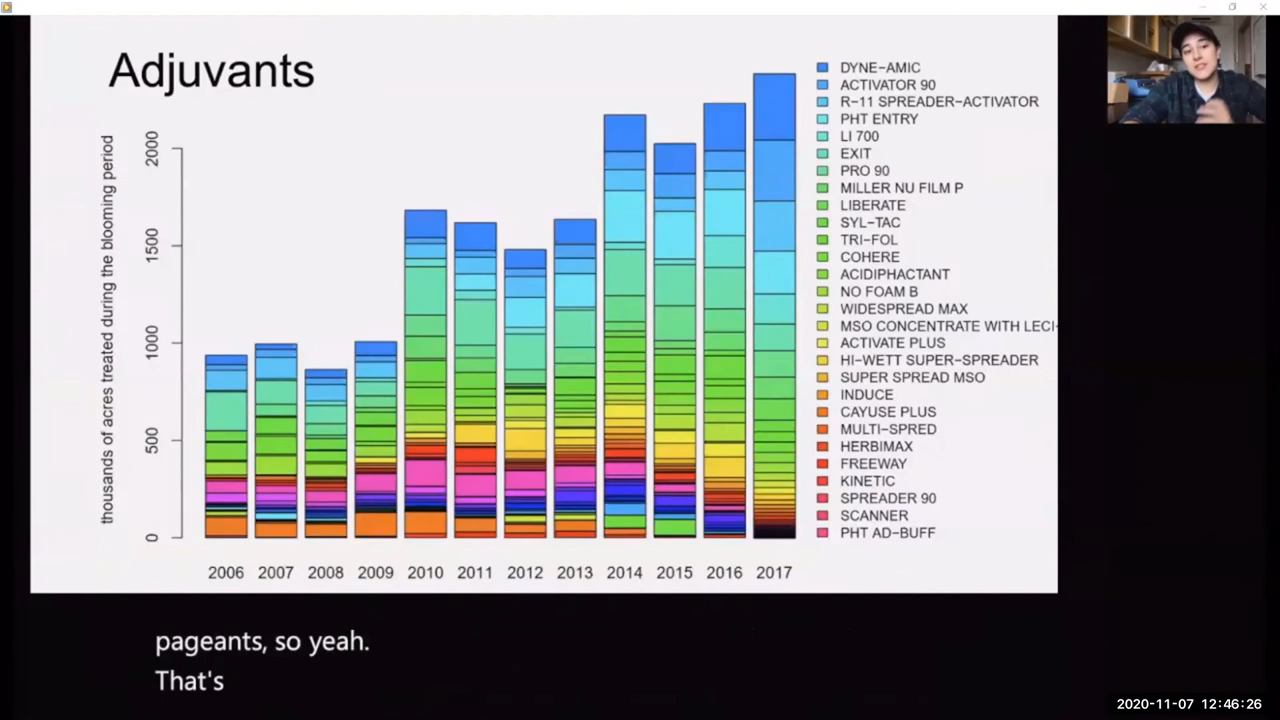 Adjuvants
thousands of acres treated during the blooming period
2000
1500
1000
500
0
2006 2007 2008 2009 2010 2011 2012 2013 2014 2015 2016 2017
DYNE−AMIC
ACTIVATOR 90
R−11 SPREADER−ACTIVATOR
PHT ENTRY
LI 700
EXIT
PRO 90
MILLER NU FILM P
LIBERATE
SYL−TAC
TRI−FOL
COHERE
ACIDIPHACTANT
NO FOAM B
WIDESPREAD MAX
MSO CONCENTRATE WITH LECI-
ACTIVATE PLUS
HI−WETT SUPER−SPREADER
SUPER SPREAD MSO
INDUCE
CAYUSE PLUS
MULTI−SPRED
HERBIMAX
FREEWAY
KINETIC
SPREADER 90
SCANNER
PHT AD−BUFF
pageants, so yeah.
That's
2020-11-07 12:46:26